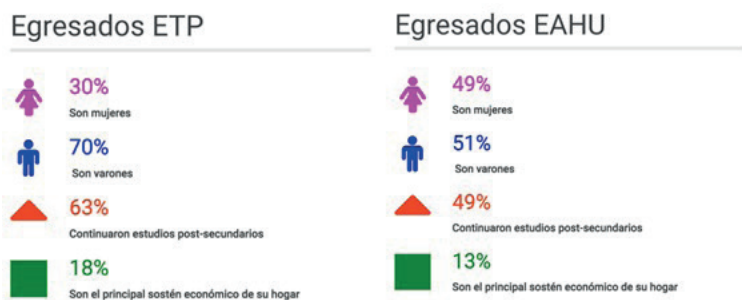 Egresados ETP
30%
Son mujeres
70%
Son varones
63%
Continuaron estudios post-secundarios
18%
Son el principal sostén económico de su hogar
Egresados EAHU
49%
Son mujeres
51%
Son varones
49%
Continuaron estudios post-secundarios
13%
Son el principal sostén económico de su hogar